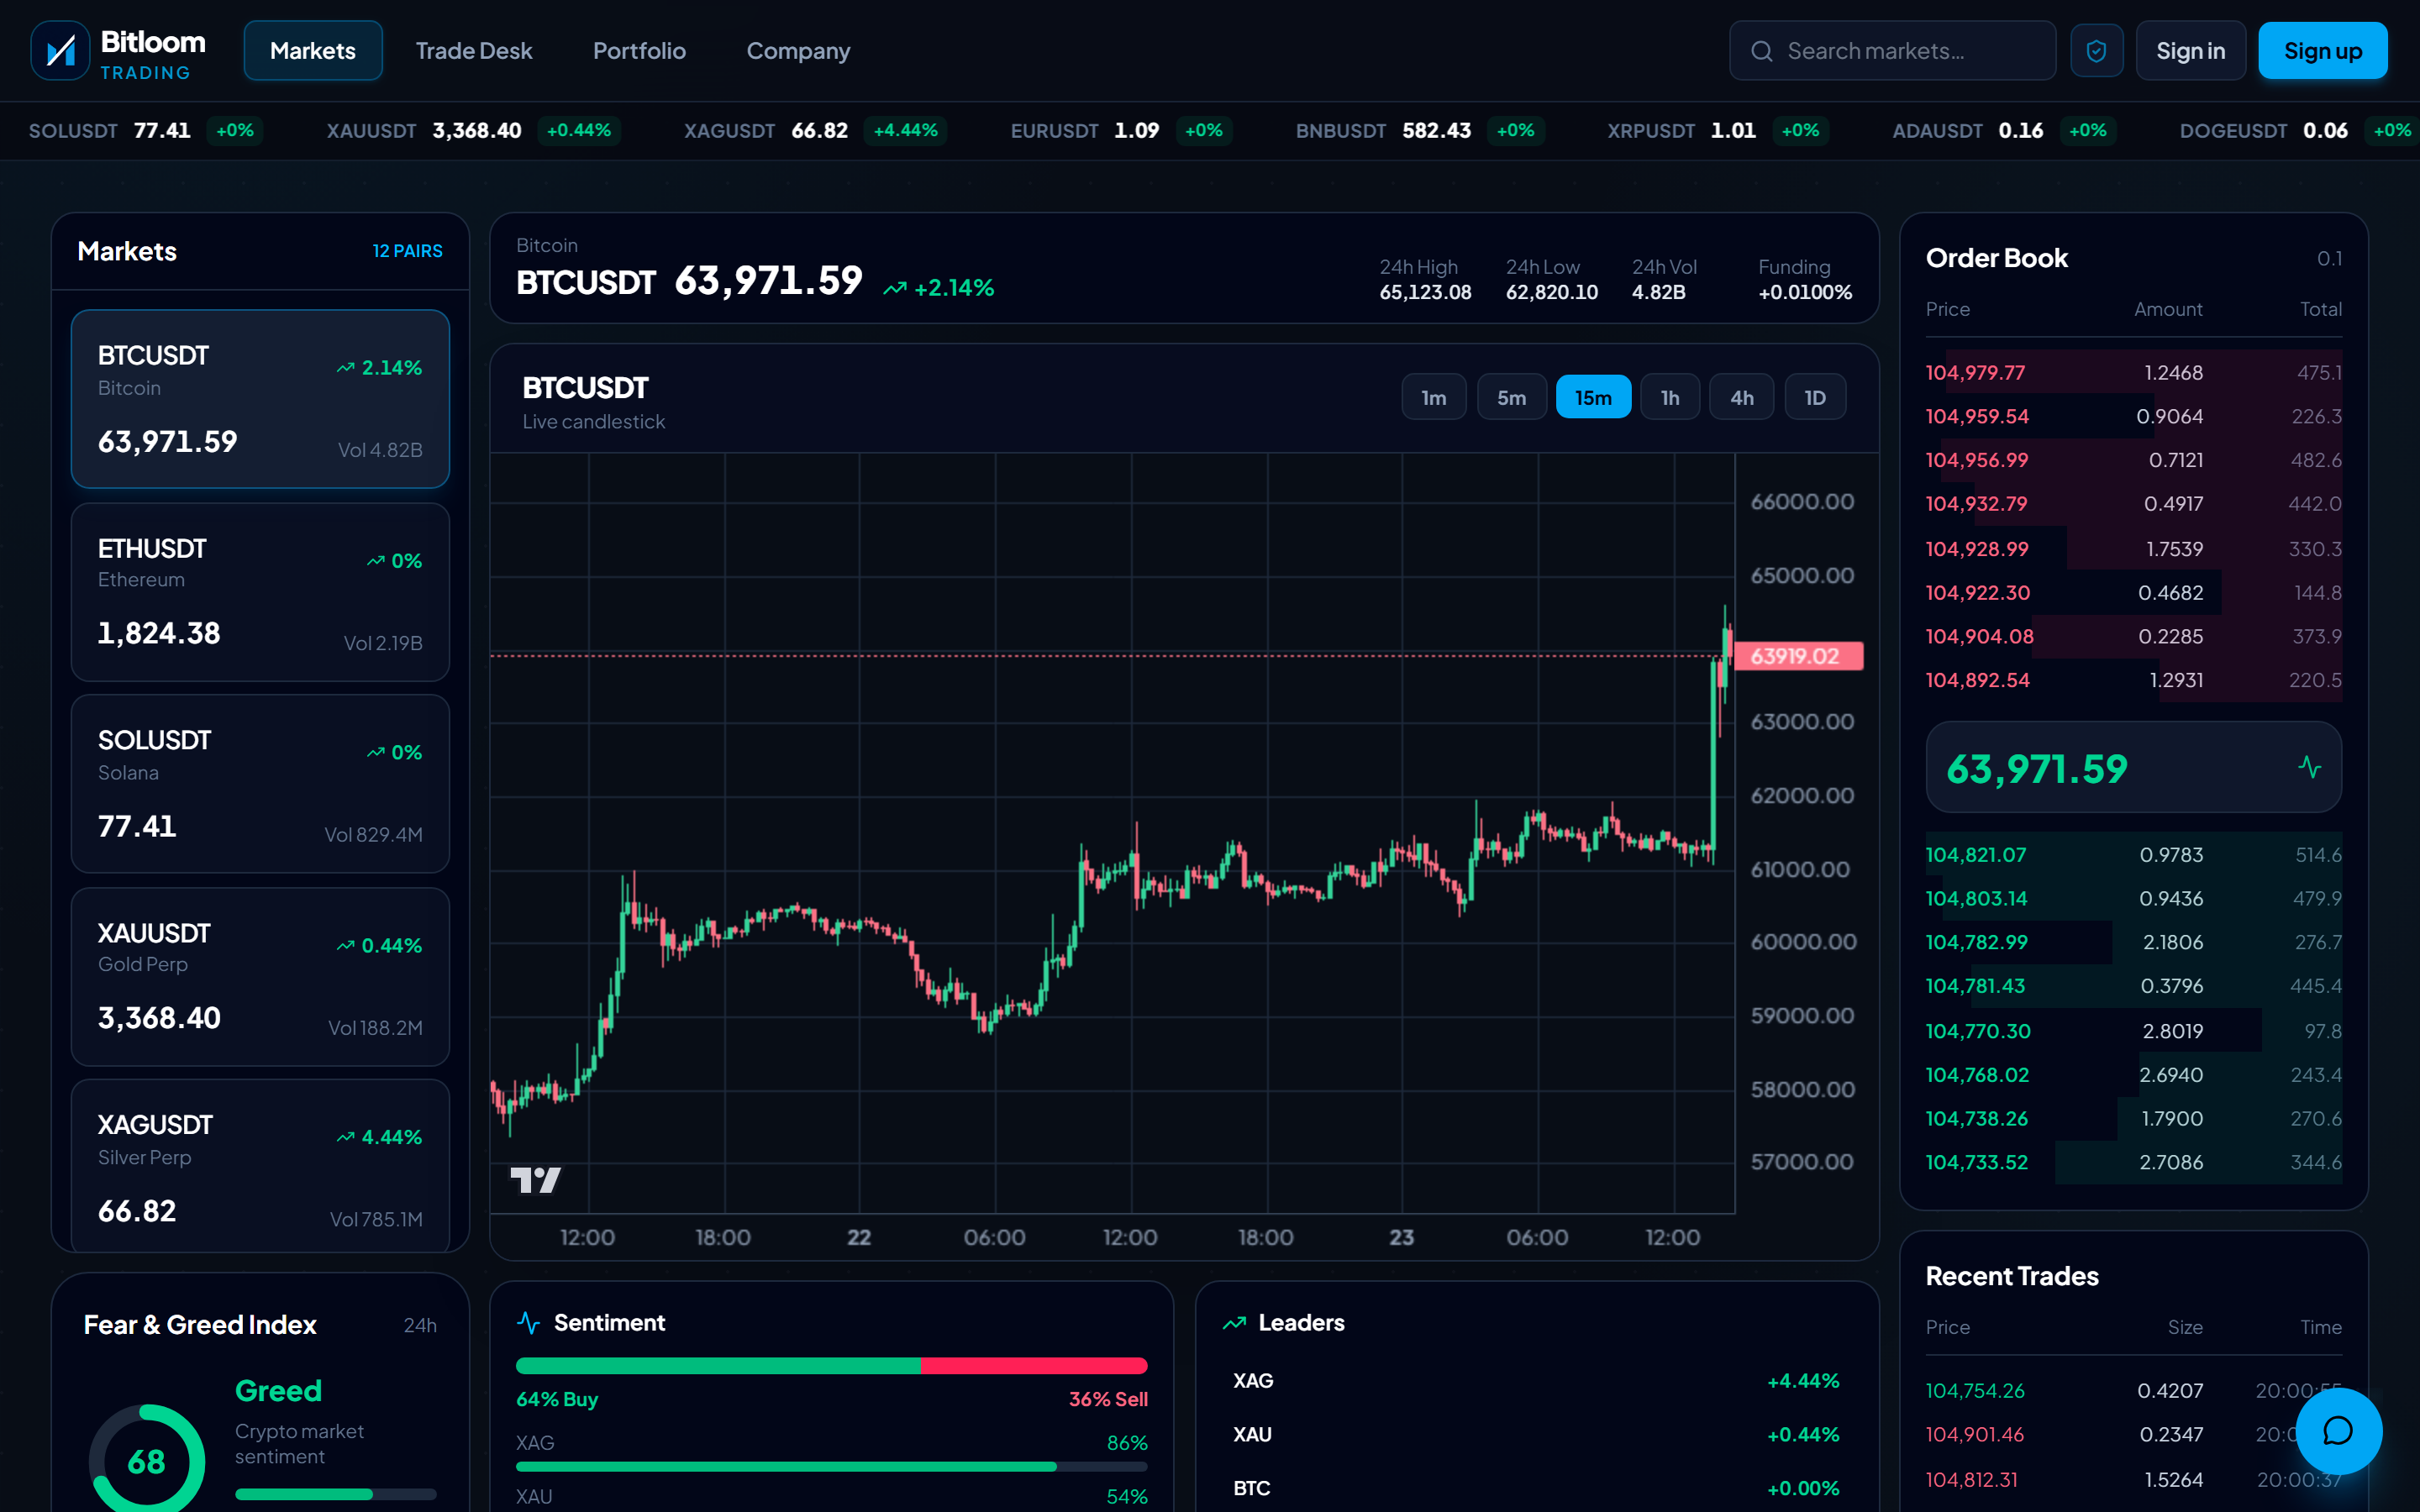 Bitloom
TRADING
Markets
Trade Desk
Portfolio
Company
Search markets...
Sign in
Sign up
SOLUSDT 77.41 +0%
XAUUSDT 3,368.40 +0.44%
XAGUSDT 66.82 +4.44%
EURUSDT 1.09 +0%
BNBUSDT 582.43 +0%
XRPUSDT 1.01 +0%
ADAUSDT 0.16 +0%
DOGEUSDT 0.06 +0%
Markets 12 PAIRS
BTCUSDT
Bitcoin
2.14%
63,971.59
Vol 4.82B
ETHUSDT
Ethereum
0%
1,824.38
Vol 2.19B
SOLUSDT
Solana
0%
77.41
Vol 829.4M
XAUUSDT
Gold Perp
0.44%
3,368.40
Vol 188.2M
XAGUSDT
Silver Perp
4.44%
66.82
Vol 785.1M
Fear & Greed Index 24h
68
Greed
Crypto market
sentiment
Bitcoin
BTCUSDT 63,971.59 +2.14%
24h High
65,123.08
24h Low
62,820.10
24h Vol
4.82B
Funding
+0.0100%
BTCUSDT
Live candlestick
1m 5m 15m 1h 4h 1D
66000.00
65000.00
63919.02
63000.00
62000.00
61000.00
60000.00
59000.00
58000.00
57000.00
12:00 18:00 22 06:00 12:00 18:00 23 06:00 12:00
Sentiment
64% Buy 36% Sell
XAG 86%
XAU 54%
Leaders
XAG +4.44%
XAU +0.44%
BTC +0.00%
Order Book 0.1
Price Amount Total
104,979.77 1.2468 475.1
104,959.54 0.9064 226.3
104,956.99 0.7121 482.6
104,932.79 0.4917 442.0
104,928.99 1.7539 330.3
104,922.30 0.4682 144.8
104,904.08 0.2285 373.9
104,892.54 1.2931 220.5
63,971.59
104,821.07 0.9783 514.6
104,803.14 0.9436 479.9
104,782.99 2.1806 276.7
104,781.43 0.3796 445.4
104,770.30 2.8019 97.8
104,768.02 2.6940 243.4
104,738.26 1.7900 270.6
104,733.52 2.7086 344.6
Recent Trades
Price Size Time
104,754.26 0.4207 20:00:55
104,901.46 0.2347
104,812.31 1.5264 20:00:37